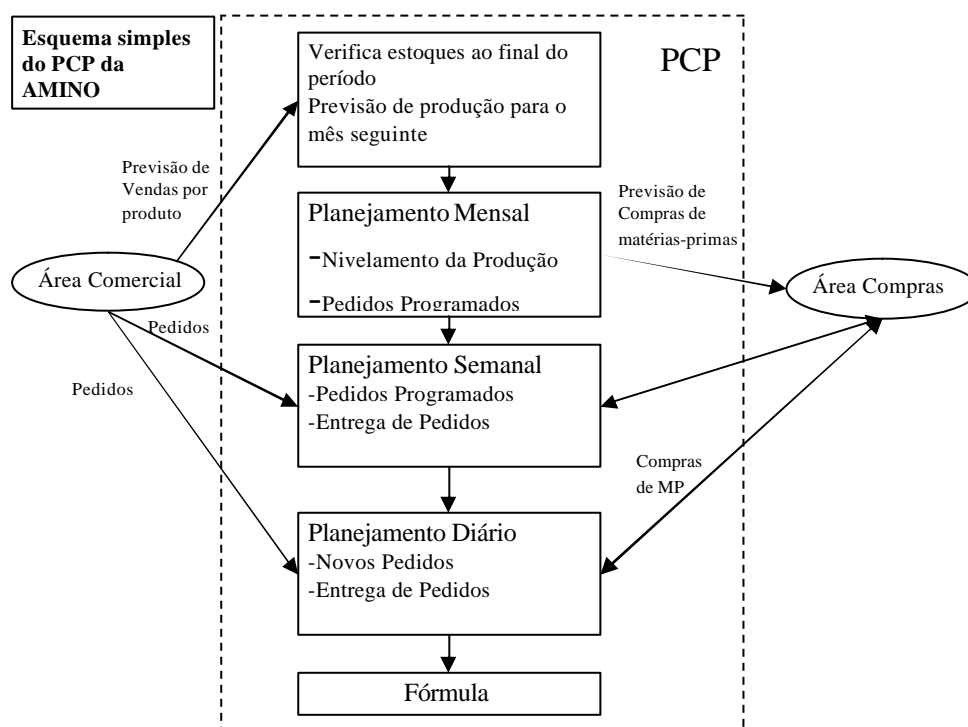 Esquema simples
do PCP da
AMINO
PCP
Verifica estoques ao final do
período
Previsão de produção para o
mês seguinte
Previsão de
Vendas por
produto
Planejamento Mensal
-Nivelamento da Produção
-Pedidos Programados
Previsão de
Compras de
matérias-primas
Área Comercial
Área Compras
Pedidos
Pedidos
Planejamento Semanal
-Pedidos Programados
-Entrega de Pedidos
Compras
de MP
Planejamento Diário
-Novos Pedidos
-Entrega de Pedidos
Fórmula